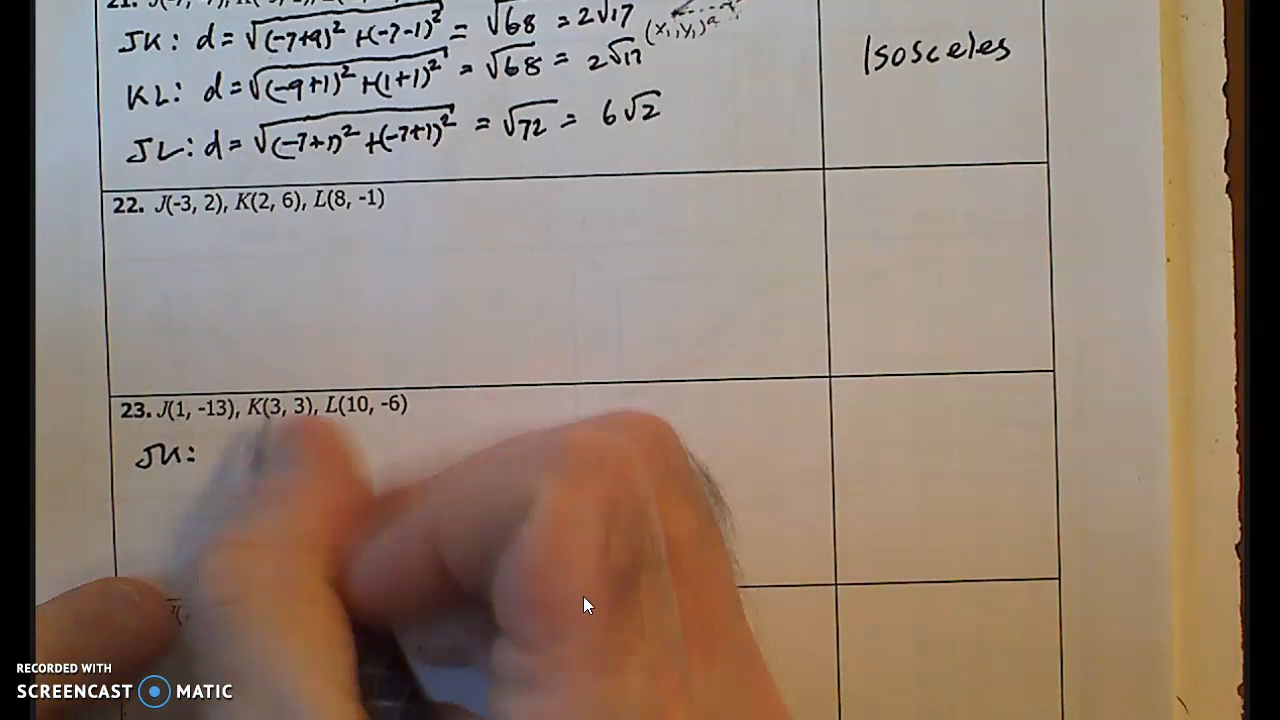 JK: d = √(-7+9)² + (-7-1)² = √68 = 2√17
(x₁, y₁)
KL: d = √(-9+1)² + (1+1)² = √68 = 2√17
Isosceles
JL: d = √(-7+1)² + (-7+1)² = √72 = 6√2
22. J(-3, 2), K(2, 6), L(8, -1)
23. J(1, -13), K(3, 3), L(10, -6)
JK:
RECORDED WITH
SCREENCAST MATIC